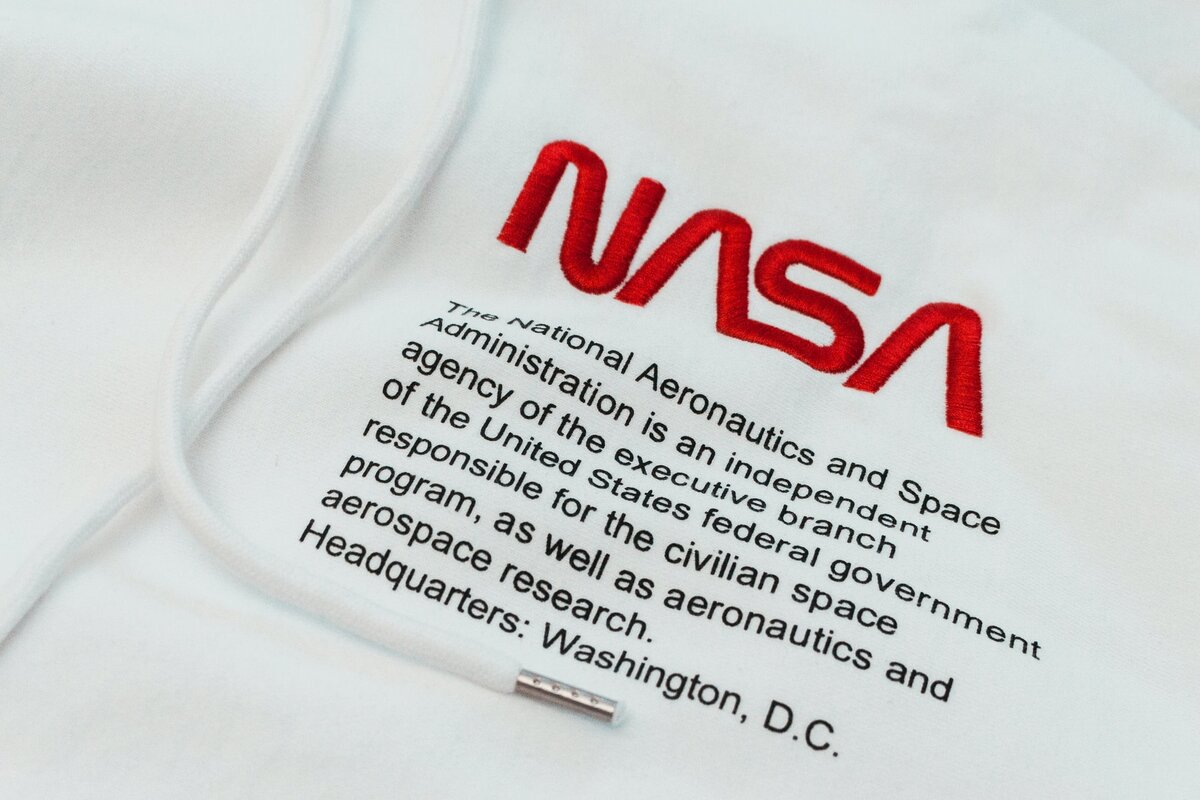 NASA
The National Aeronautics and Space
Administration is an independent
agency of the executive branch
of the United States federal government
responsible for the civilian space
program, as well as aeronautics and
aerospace research.
Headquarters: Washington, D.C.